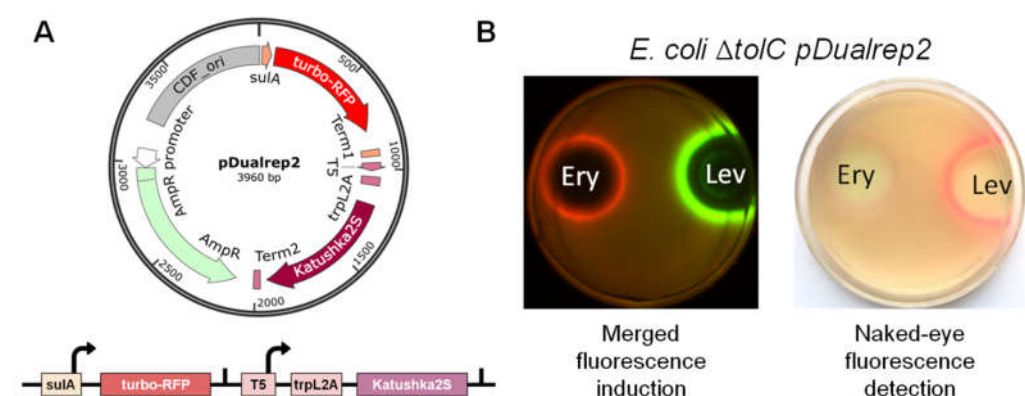 A
CDF_ori
sulA
turbo-RFP
500
Term1
1000
T5
trpL2A
Katushka2S
1500
Term2
2000
AmpR
2500
AmpR promoter
3000
3500
pDualrep2
3960 bp
sulA turbo-RFP T5 trpL2A Katushka2S
B
E. coli ΔtolC pDualrep2
Ery Lev
Ery Lev
Merged
fluorescence
induction
Naked-eye
fluorescence
detection